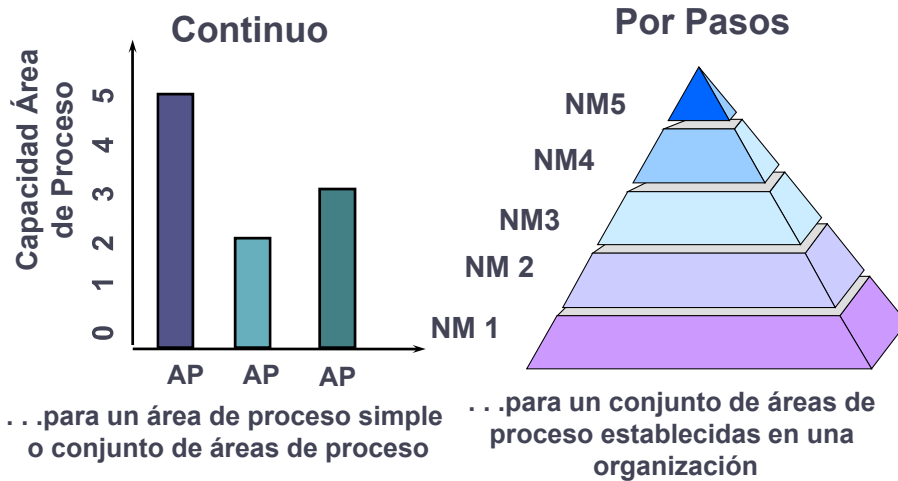 Continuo
Capacidad Área
de Proceso
5
4
3
2
1
0
AP
AP
AP
. . .para un área de proceso simple
o conjunto de áreas de proceso
Por Pasos
NM5
NM4
NM3
NM 2
NM 1
. . .para un conjunto de áreas de
proceso establecidas en una
organización